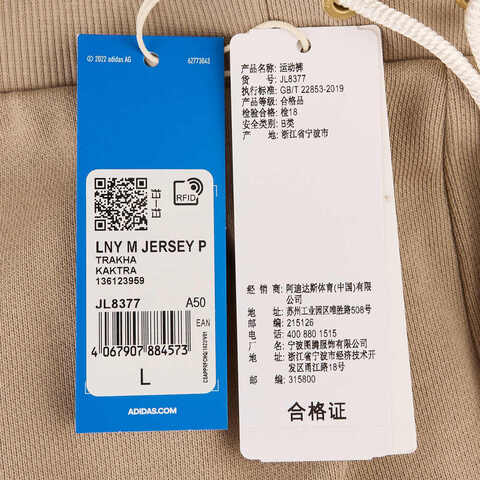 © 2022 adidas AG
62773043
RFID
LNY M JERSEY P
TRAKHA
KAKTRA
136123959
JL8377 A50
EAN
4 067907 884573
L
ADIDAS.COM
产品名称: 运动裤
货 号: JL8377
执行标准: GB/T 22853-2019
产品等级: 合格品
检验合格: 检18
安全类别: B类
产 地: 浙江省宁波市
经 销 商: 阿迪达斯体育(中国)有限
公司
地 址: 苏州工业园区唯胜路508号
邮 编: 215126
电 话: 400 880 1515
厂 名: 宁波图腾服饰有限公司
地 址: 浙江省宁波市经济技术开
发区甬江路18号
邮 编: 315800
合格证